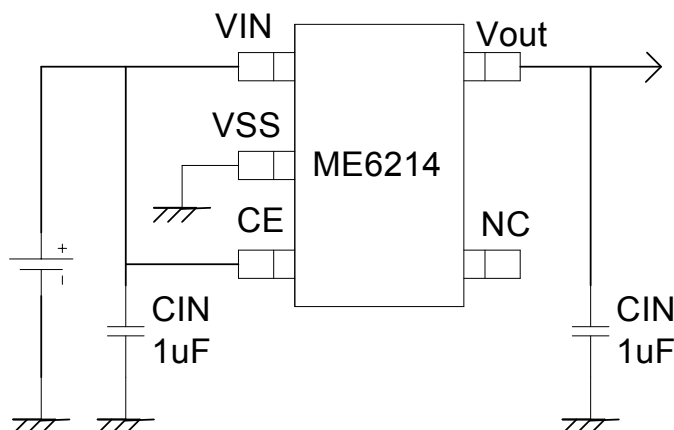 VIN
Vout
VSS
ME6214
CE
NC
+
-
CIN
1uF
CIN
1uF